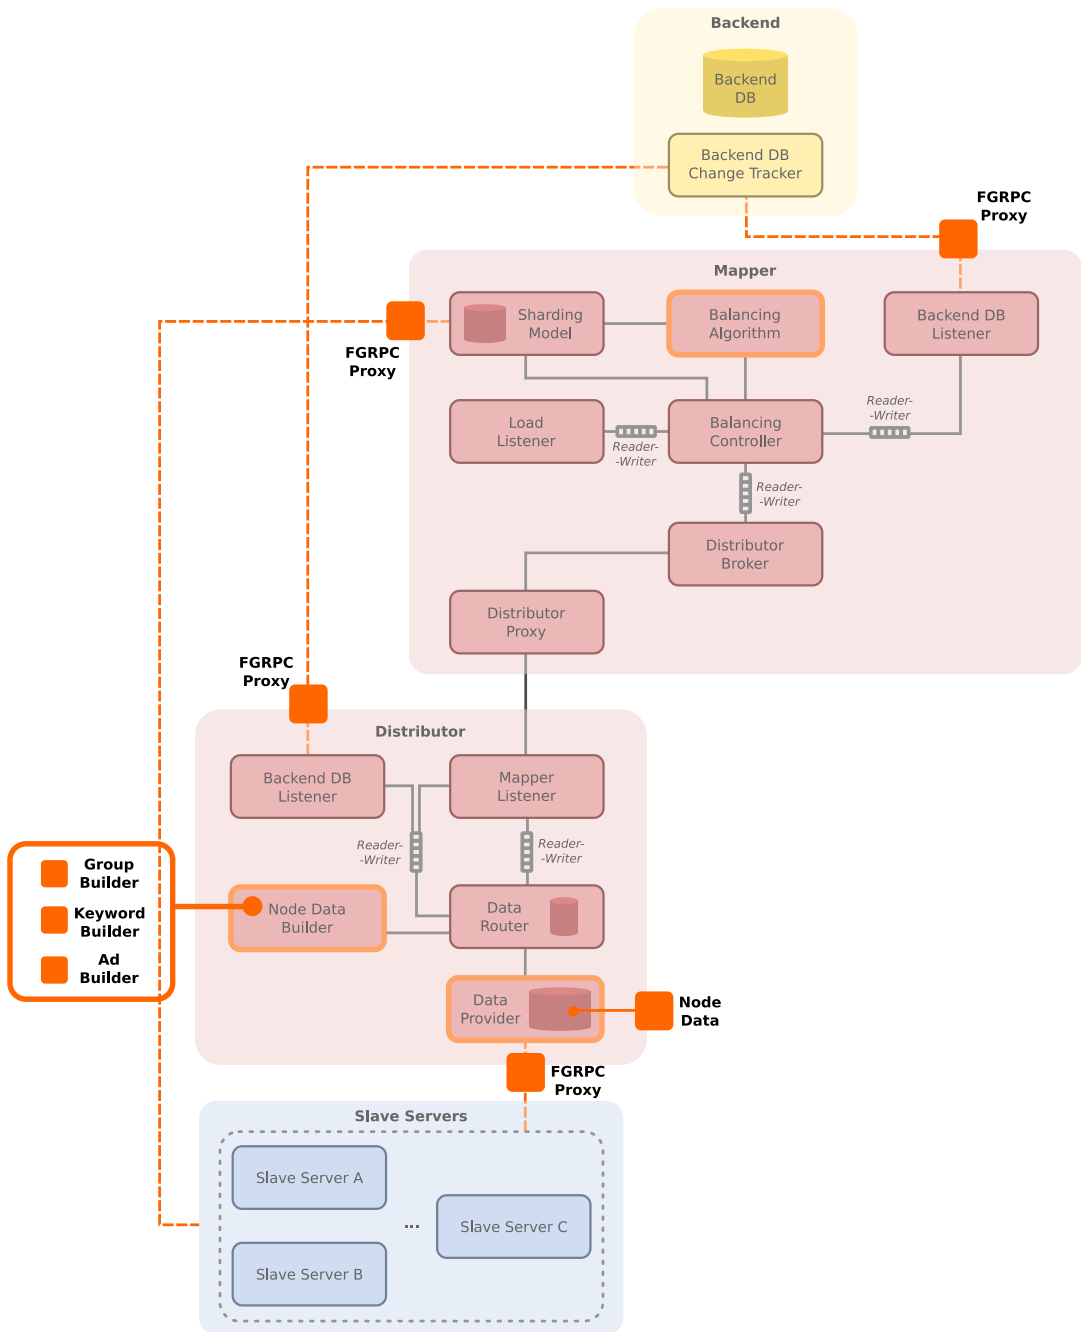 Backend
Backend
DB
Backend DB
Change Tracker
FGRPC
Proxy
Mapper
Sharding
Model
Balancing
Algorithm
Backend DB
Listener
FGRPC
Proxy
Load
Listener
Reader-
-Writer
Balancing
Controller
Reader-
-Writer
Reader-
-Writer
Distributor
Broker
Distributor
Proxy
FGRPC
Proxy
Distributor
Backend DB
Listener
Mapper
Listener
Reader-
-Writer
Reader-
-Writer
Group
Builder
Keyword
Builder
Ad
Builder
Node Data
Builder
Data
Router
Data
Provider
Node
Data
FGRPC
Proxy
Slave Servers
Slave Server A
...
Slave Server C
Slave Server B